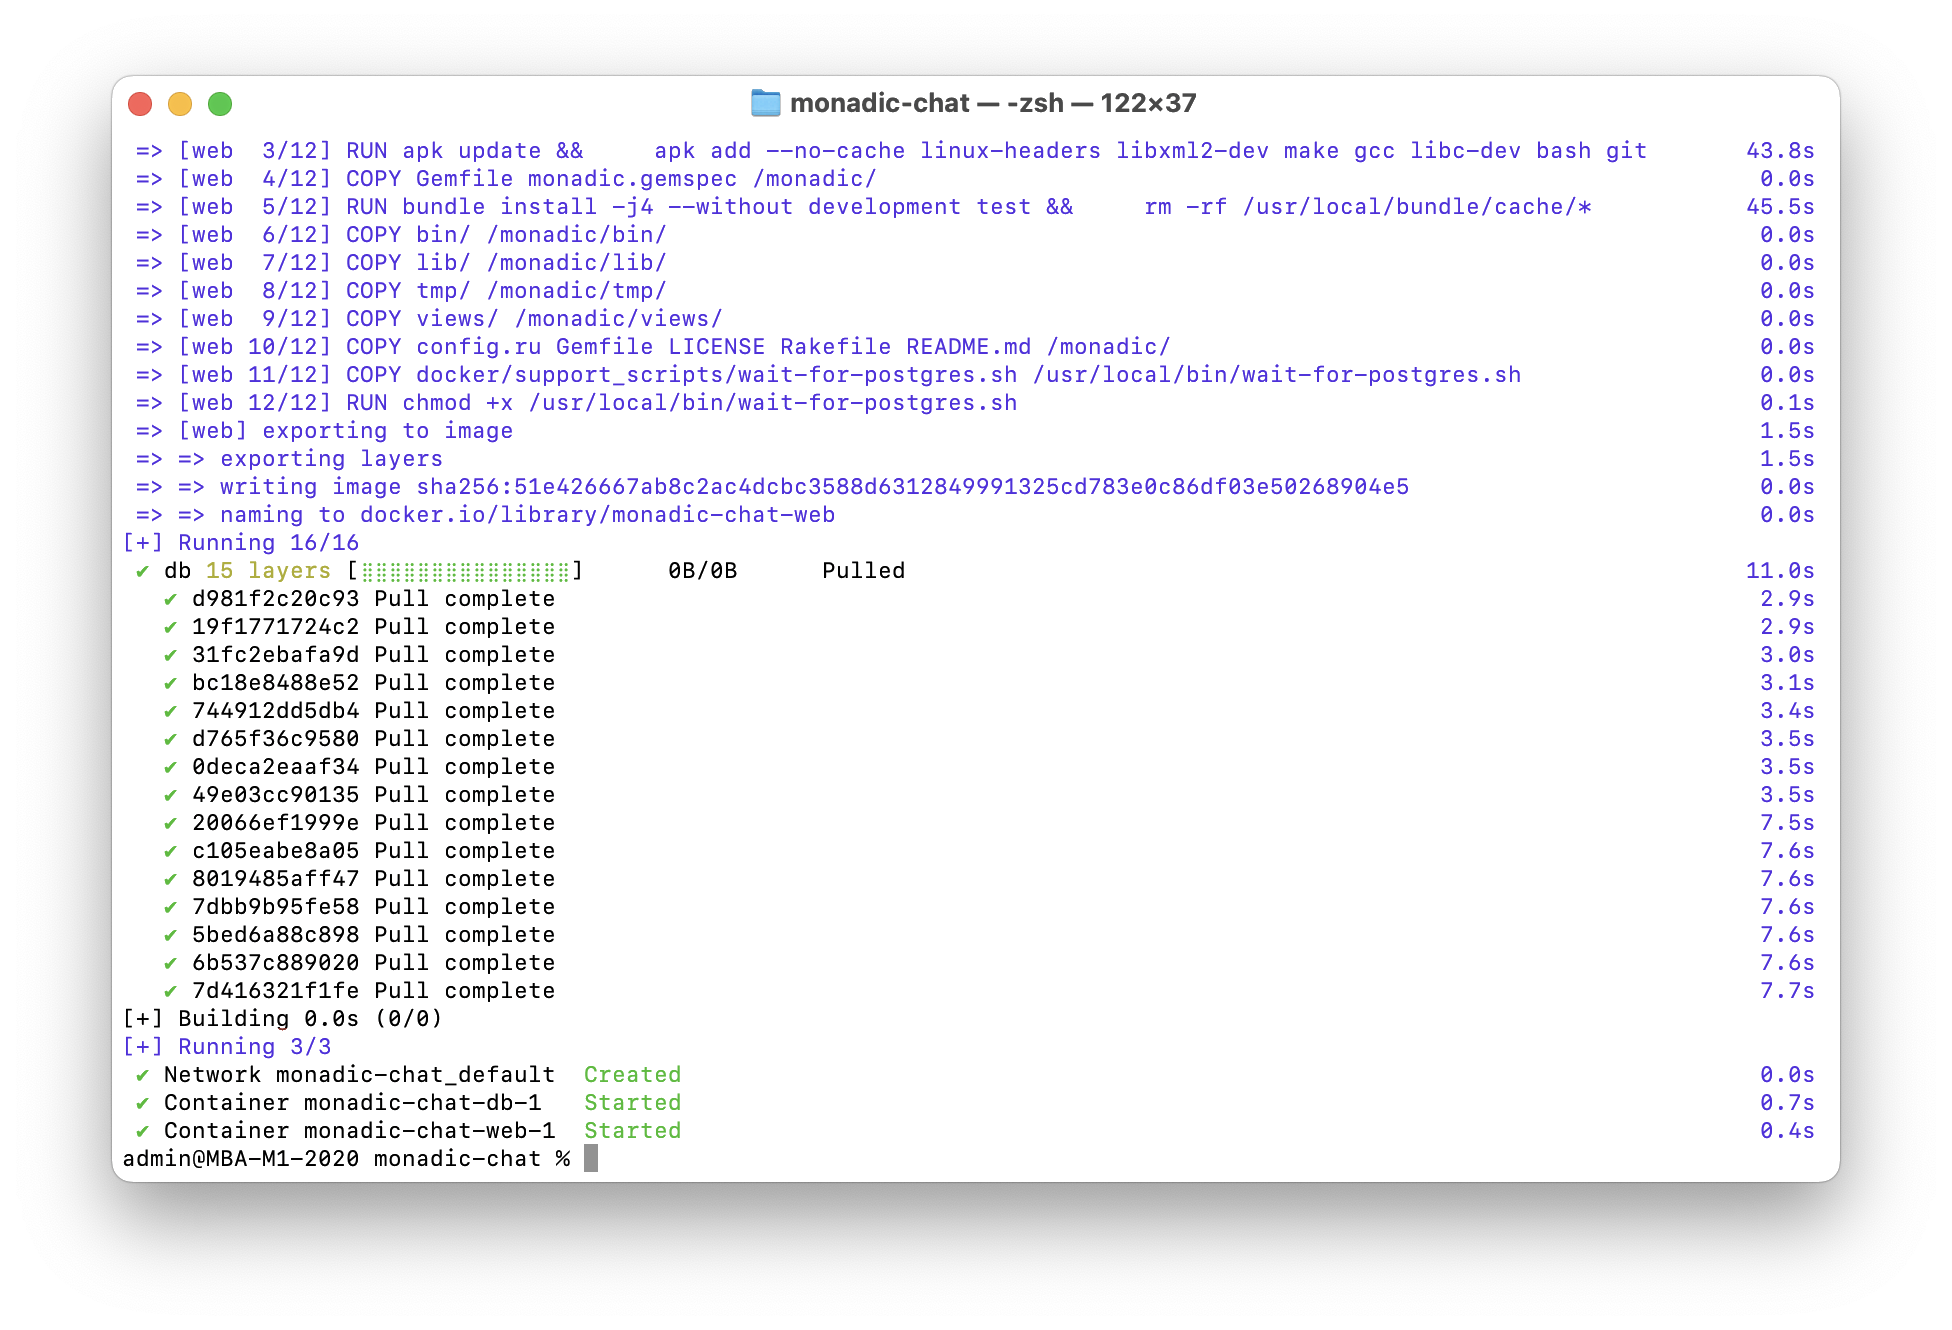 monadic-chat — -zsh — 122×37
=> [web  3/12] RUN apk update &&     apk add --no-cache linux-headers libxml2-dev make gcc libc-dev bash git 43.8s
=> [web  4/12] COPY Gemfile monadic.gemspec /monadic/ 0.0s
=> [web  5/12] RUN bundle install -j4 --without development test &&     rm -rf /usr/local/bundle/cache/* 45.5s
=> [web  6/12] COPY bin/ /monadic/bin/ 0.0s
=> [web  7/12] COPY lib/ /monadic/lib/ 0.0s
=> [web  8/12] COPY tmp/ /monadic/tmp/ 0.0s
=> [web  9/12] COPY views/ /monadic/views/ 0.0s
=> [web 10/12] COPY config.ru Gemfile LICENSE Rakefile README.md /monadic/ 0.0s
=> [web 11/12] COPY docker/support_scripts/wait-for-postgres.sh /usr/local/bin/wait-for-postgres.sh 0.0s
=> [web 12/12] RUN chmod +x /usr/local/bin/wait-for-postgres.sh 0.1s
=> [web] exporting to image 1.5s
=> => exporting layers 1.5s
=> => writing image sha256:51e426667ab8c2ac4dcbc3588d6312849991325cd783e0c86df03e50268904e5 0.0s
=> => naming to docker.io/library/monadic-chat-web 0.0s
[+] Running 16/16
✔ db 15 layers [⣿⣿⣿⣿⣿⣿⣿⣿⣿⣿⣿⣿⣿⣿⣿]      0B/0B      Pulled 11.0s
✔ d981f2c20c93 Pull complete 2.9s
✔ 19f1771724c2 Pull complete 2.9s
✔ 31fc2ebafa9d Pull complete 3.0s
✔ bc18e8488e52 Pull complete 3.1s
✔ 744912dd5db4 Pull complete 3.4s
✔ d765f36c9580 Pull complete 3.5s
✔ 0deca2eaaf34 Pull complete 3.5s
✔ 49e03cc90135 Pull complete 3.5s
✔ 20066ef1999e Pull complete 7.5s
✔ c105eabe8a05 Pull complete 7.6s
✔ 8019485aff47 Pull complete 7.6s
✔ 7dbb9b95fe58 Pull complete 7.6s
✔ 5bed6a88c898 Pull complete 7.6s
✔ 6b537c889020 Pull complete 7.6s
✔ 7d416321f1fe Pull complete 7.7s
[+] Building 0.0s (0/0)
[+] Running 3/3
✔ Network monadic-chat_default  Created 0.0s
✔ Container monadic-chat-db-1   Started 0.7s
✔ Container monadic-chat-web-1  Started 0.4s
admin@MBA-M1-2020 monadic-chat %